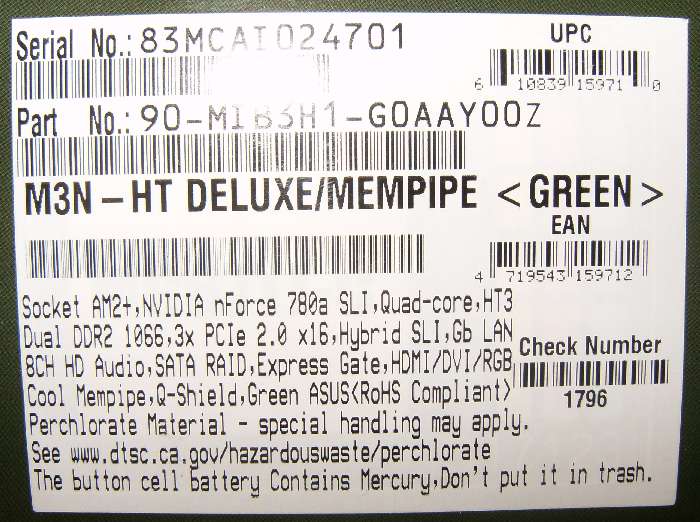 Serial No.: 83MCAI024701
UPC
6 10839 15971 0
Part No.: 90-MIB3H1-G0AAY00Z
M3N-HT DELUXE/MEMPIPE <GREEN>
EAN
4 719543 159712
Socket AM2+,NVIDIA nForce 780a SLI,Quad-core,HT3
Dual DDR2 1066,3x PCIe 2.0 x16,Hybrid SLI,Gb LAN
8CH HD Audio,SATA RAID,Express Gate,HDMI/DVI/RGB
Cool Mempipe,Q-Shield,Green ASUS<RoHS Compliant>
Check Number
1796
Perchlorate Material - special handling may apply.
See www.dtsc.ca.gov/hazardouswaste/perchlorate
The button cell battery Contains Mercury,Don't put it in trash.